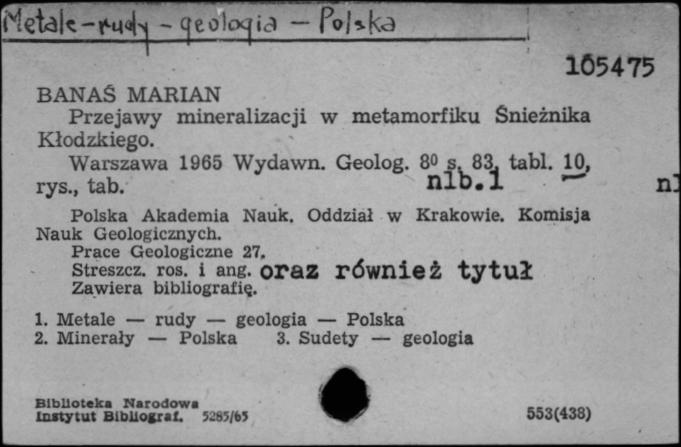 Metale - rudy - geologia - Polska
105475
BANAŚ MARIAN
Przejawy mineralizacji w metamorfiku Śnieżnika
Kłodzkiego.
Warszawa 1965 Wydawn. Geolog. 8º s. 83, tabl. 10,
nlb.1
rys., tab.
Polska Akademia Nauk. Oddział w Krakowie. Komisja
Nauk Geologicznych.
Prace Geologiczne 27.
Streszcz. ros. i ang. oraz również tytuł
Zawiera bibliografię.
1. Metale — rudy — geologia — Polska
2. Minerały — Polska 3. Sudety — geologia
Biblioteka Narodowa
Instytut Bibliograf. 5285/65
553(438)